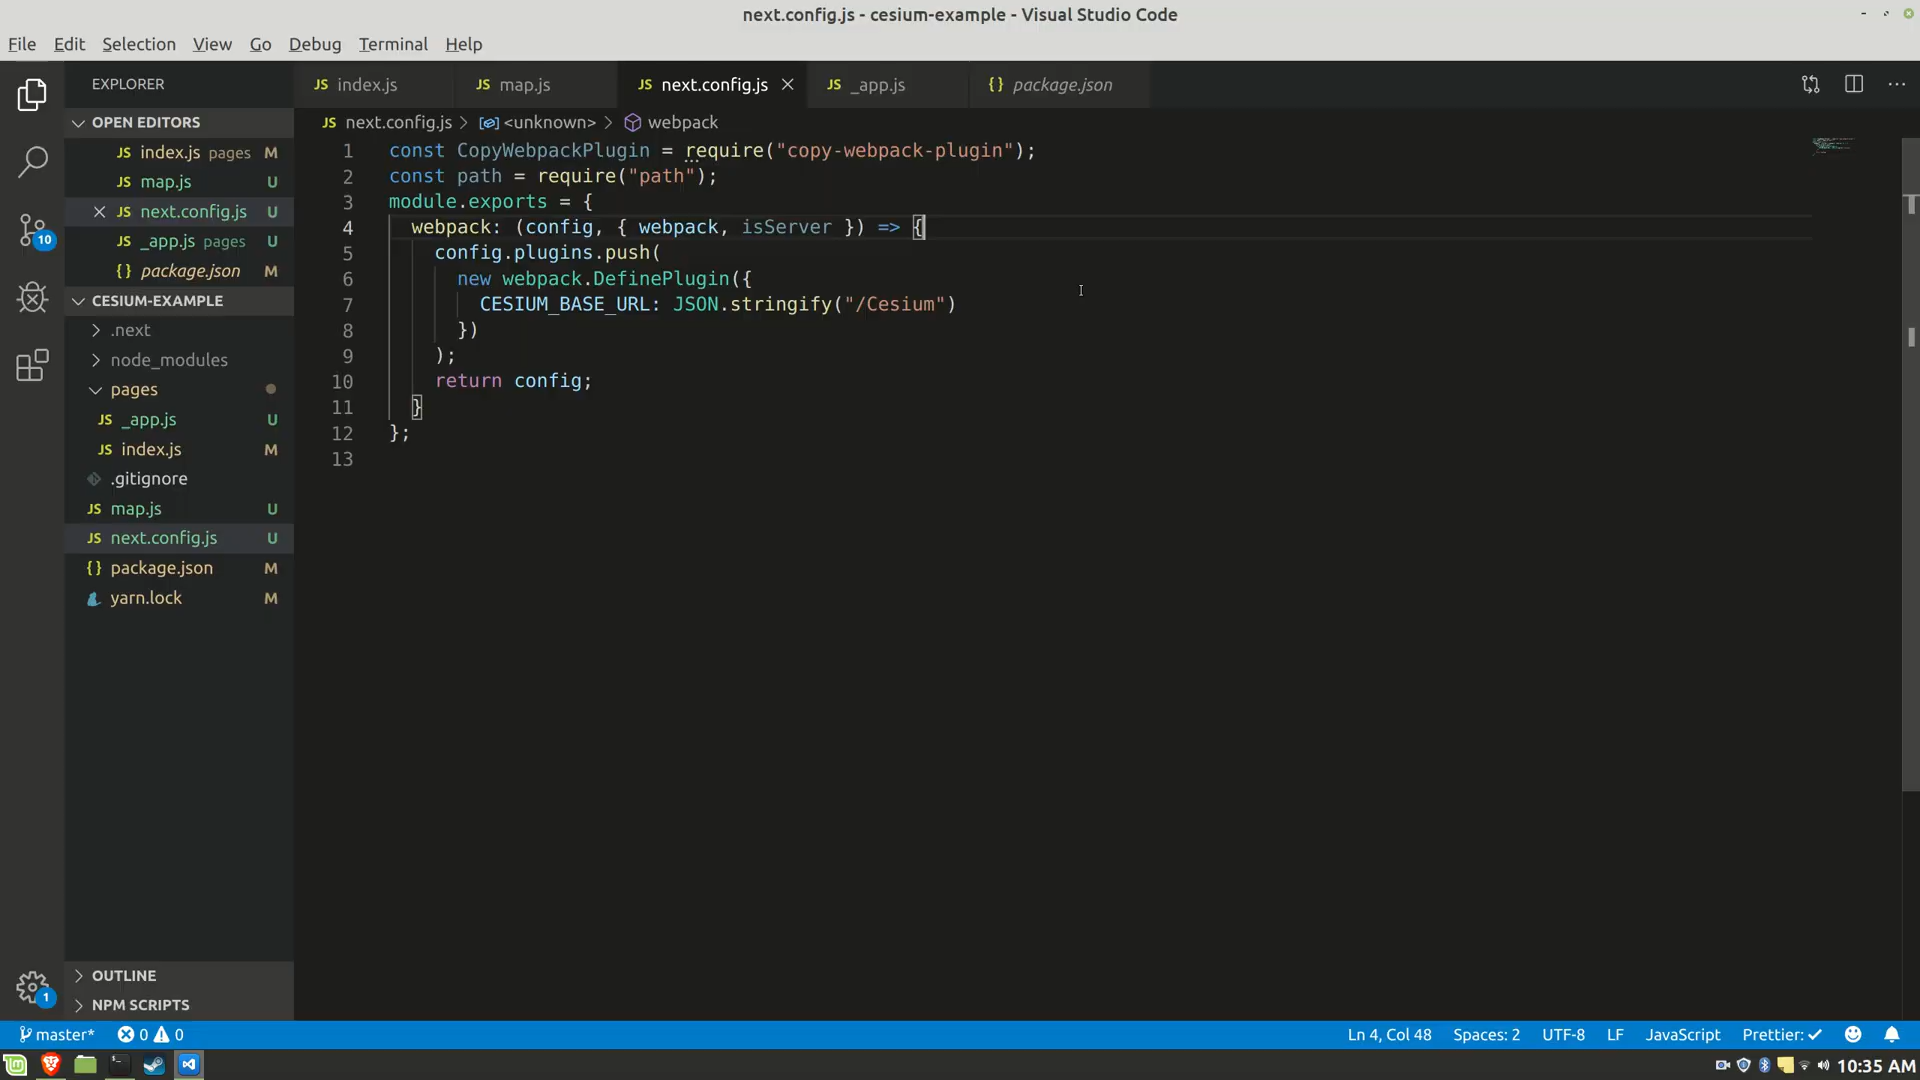 next.config.js - cesium-example - Visual Studio Code
File Edit Selection View Go Debug Terminal Help
EXPLORER
index.js
map.js
next.config.js
_app.js
{} package.json
OPEN EDITORS
JS index.js pages M
JS map.js U
JS next.config.js U
JS _app.js pages U
{} package.json M
CESIUM-EXAMPLE
.next
node_modules
pages
JS _app.js U
JS index.js M
.gitignore
JS map.js U
JS next.config.js U
{} package.json M
yarn.lock M
OUTLINE
NPM SCRIPTS
10
1
JS next.config.js > <unknown> > webpack
1 const CopyWebpackPlugin = require("copy-webpack-plugin");
2 const path = require("path");
3 module.exports = {
4 webpack: (config, { webpack, isServer }) => {
5 config.plugins.push(
6 new webpack.DefinePlugin({
7 CESIUM_BASE_URL: JSON.stringify("/Cesium")
8 })
9 );
10 return config;
11 }
12 };
13
master* 0 0
Ln 4, Col 48 Spaces: 2 UTF-8 LF JavaScript Prettier: ✓
10:35 AM